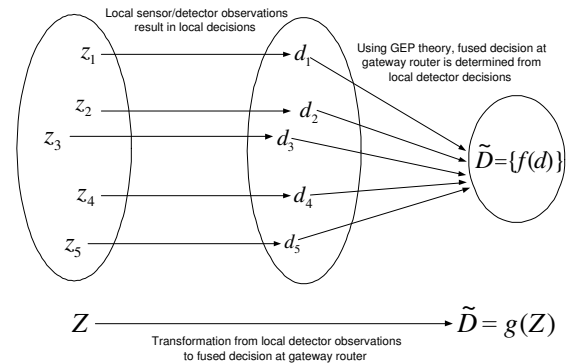 Local sensor/detector observations
result in local decisions
Using GEP theory, fused decision at
gateway router is determined from
local detector decisions
z1 d1
z2 d2
z3 d3
z4 d4
z5 d5
D̃={f(d)}
Z D̃ = g(Z)
Transformation from local detector observations
to fused decision at gateway router